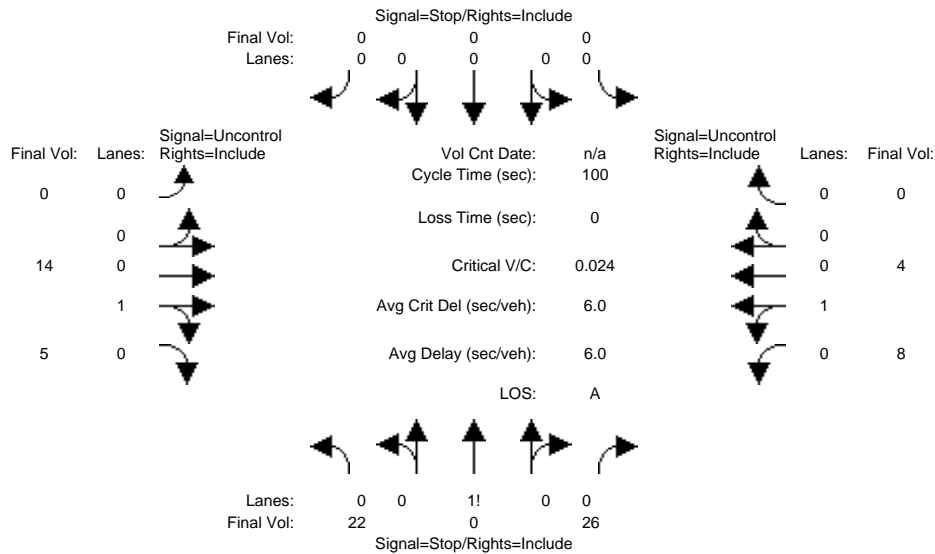 Signal=Stop/Rights=Include
Final Vol: 0 0 0
Lanes: 0 0 0 0 0
Signal=Uncontrol Signal=Uncontrol
Final Vol: Lanes: Rights=Include Vol Cnt Date: n/a Rights=Include Lanes: Final Vol:
Cycle Time (sec): 100
0 0 0 0
Loss Time (sec): 0
0 0
14 0 Critical V/C: 0.024 0 4
1 Avg Crit Del (sec/veh): 6.0 1
5 0 Avg Delay (sec/veh): 6.0 0 8
LOS: A
Lanes: 0 0 1! 0 0
Final Vol: 22 0 26
Signal=Stop/Rights=Include